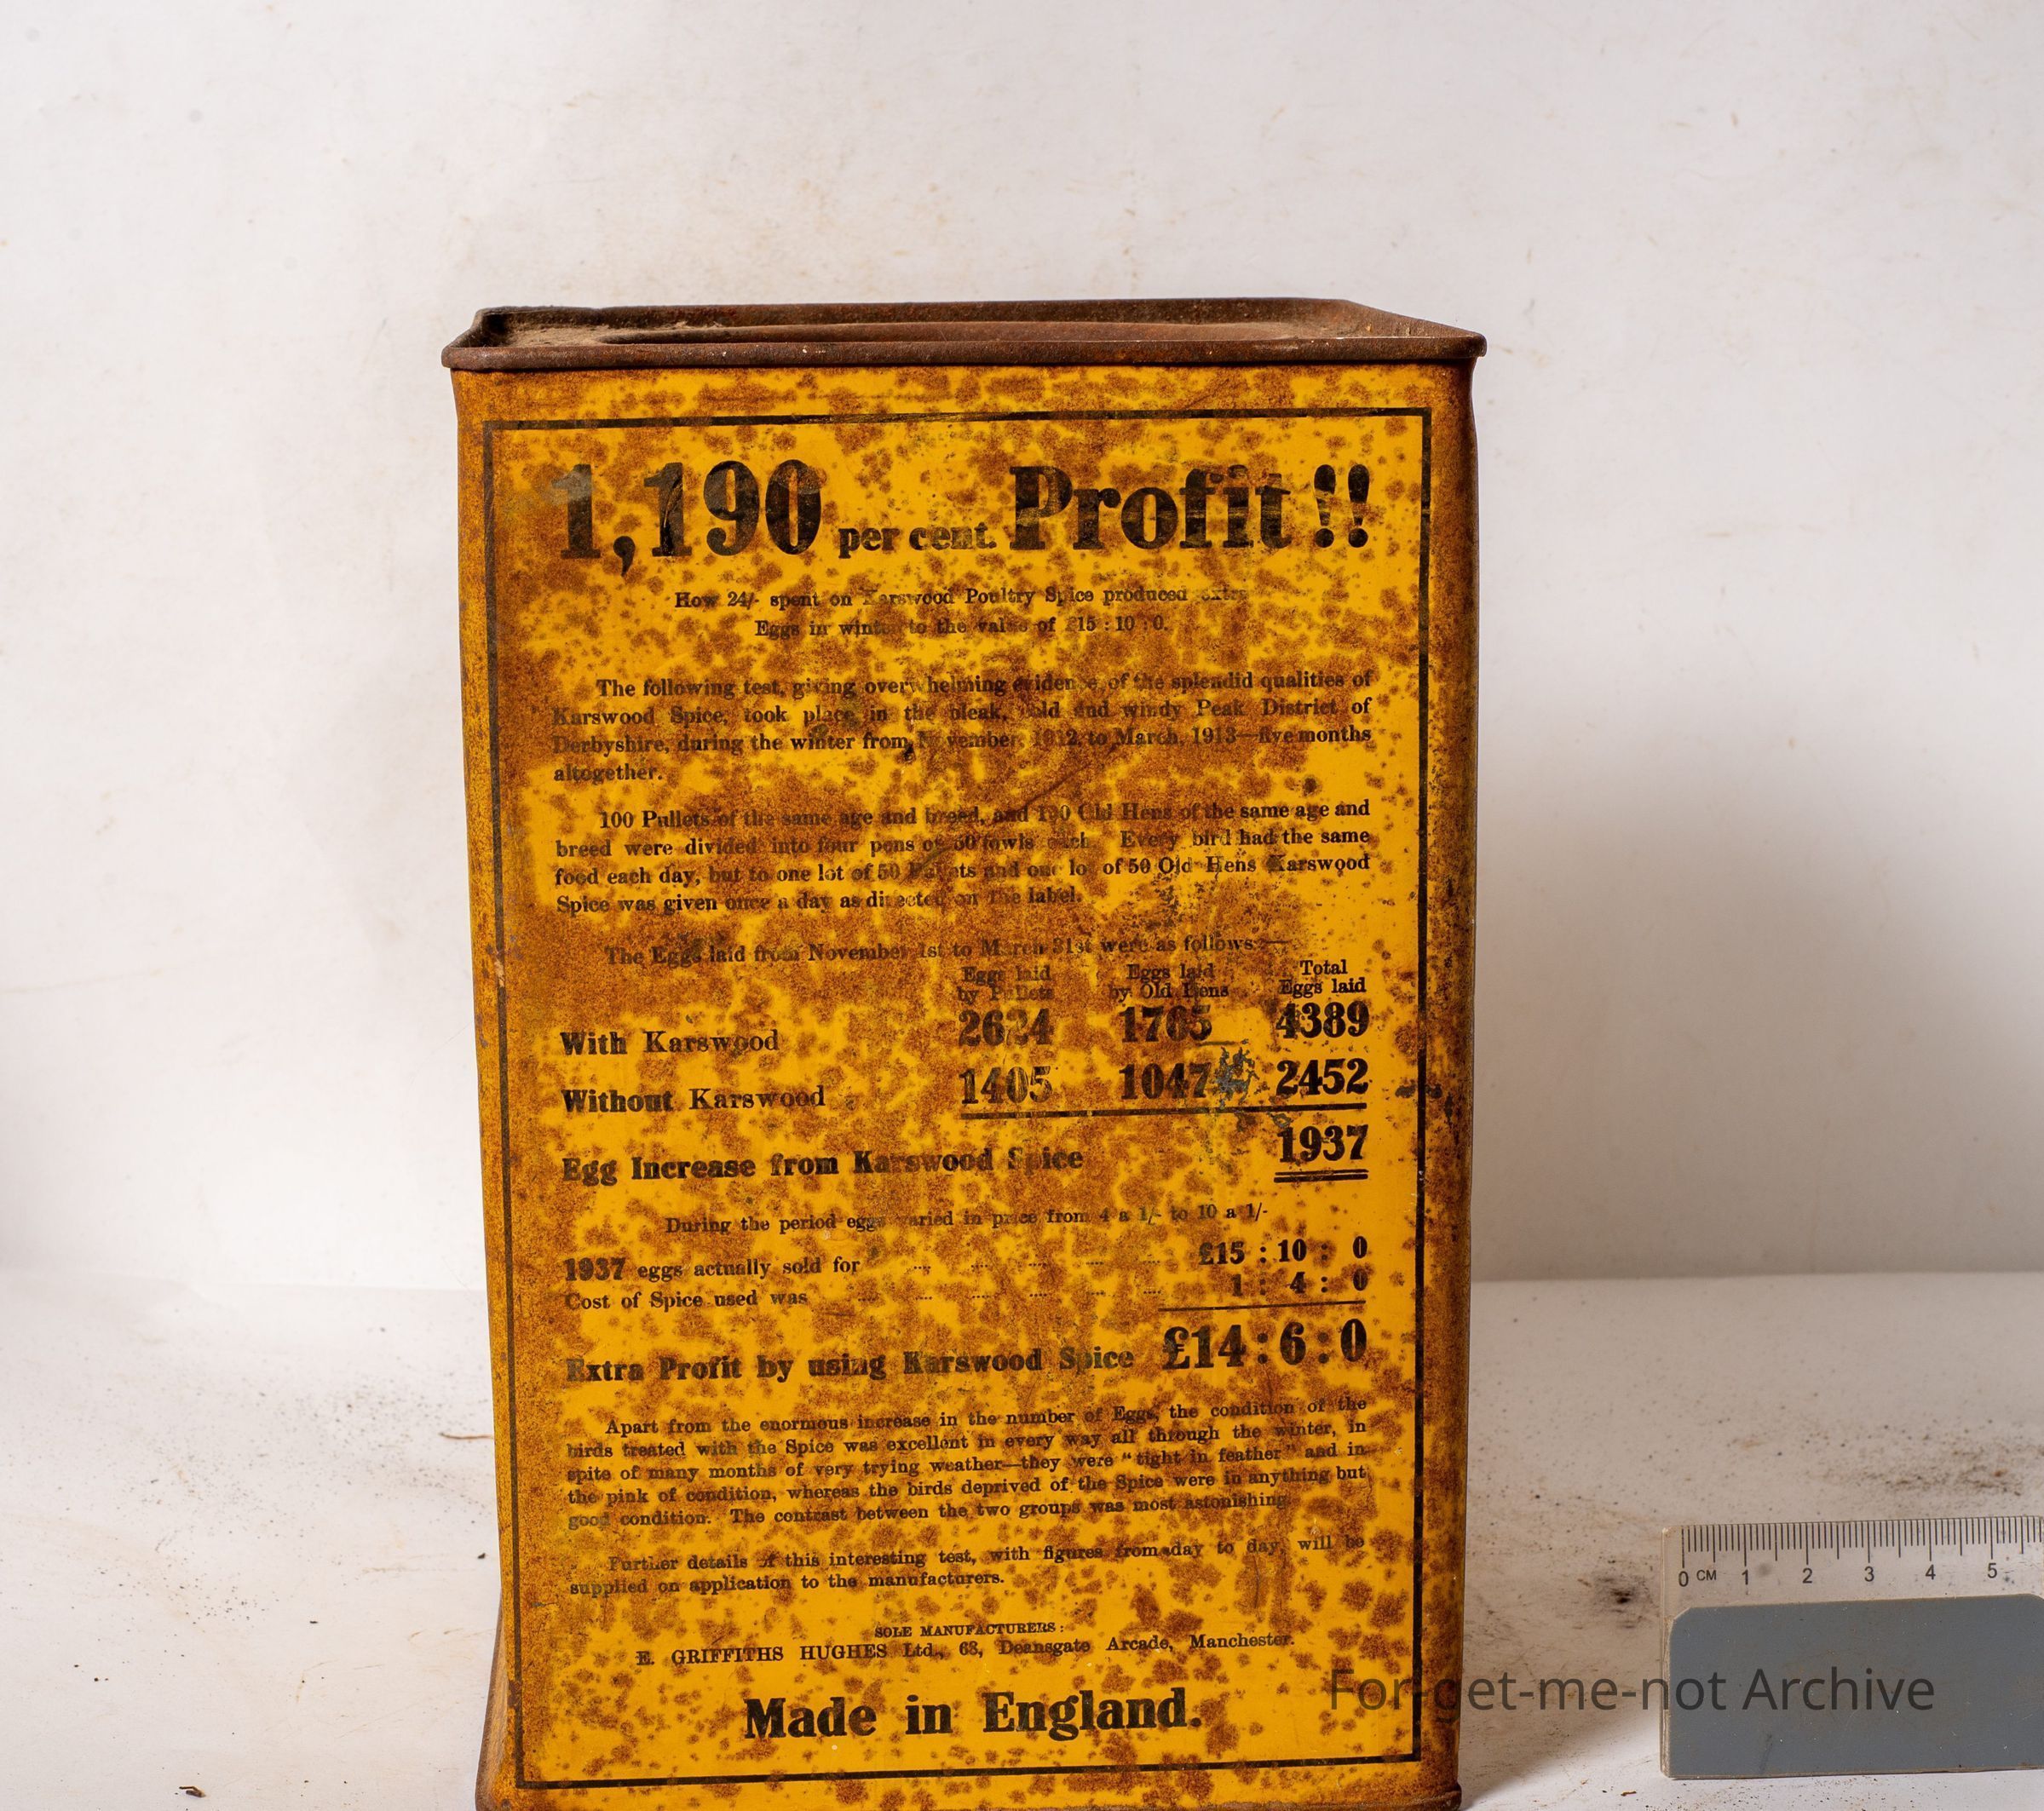 1,190 per cent. Profit !!
How 24/- spent on Karswood Poultry Spice produced extra
Eggs in winter to the value of £15 : 10 : 0.
The following test, giving overwhelming evidence of the splendid qualities of
Karswood Spice, took place in the bleak, cold and windy Peak District of
Derbyshire, during the winter from November, 1912, to March, 1913—five months
altogether.
100 Pullets of the same age and breed, and 100 Old Hens of the same age and
breed were divided into four pens of 50 fowls each. Every bird had the same
food each day, but to one lot of 50 Pullets and one lot of 50 Old Hens Karswood
Spice was given once a day as directed on the label.
The Eggs laid from November 1st to March 31st were as follows:—
Eggs laid Eggs laid Total
by Pullets by Old Hens Eggs laid
With Karswood 2624 1765 4389
Without Karswood 1405 1047 2452
Egg Increase from Karswood Spice 1937
During the period eggs varied in price from 4 a 1/- to 10 a 1/-
1937 eggs actually sold for £15 : 10 : 0
Cost of Spice used was 1 : 4 : 0
Extra Profit by using Karswood Spice £14 : 6 : 0
Apart from the enormous increase in the number of Eggs, the condition of the
birds treated with the Spice was excellent in every way all through the winter, in
spite of many months of very trying weather—they were "tight in feather" and in
the pink of condition, whereas the birds deprived of the Spice were in anything but
good condition. The contrast between the two groups was most astonishing.
Further details of this interesting test, with figures from day to day, will be
supplied on application to the manufacturers.
SOLE MANUFACTURERS:
E. GRIFFITHS HUGHES Ltd., 68, Deansgate Arcade, Manchester.
Made in England.
0 CM 1 2 3 4 5
For-get-me-not Archive